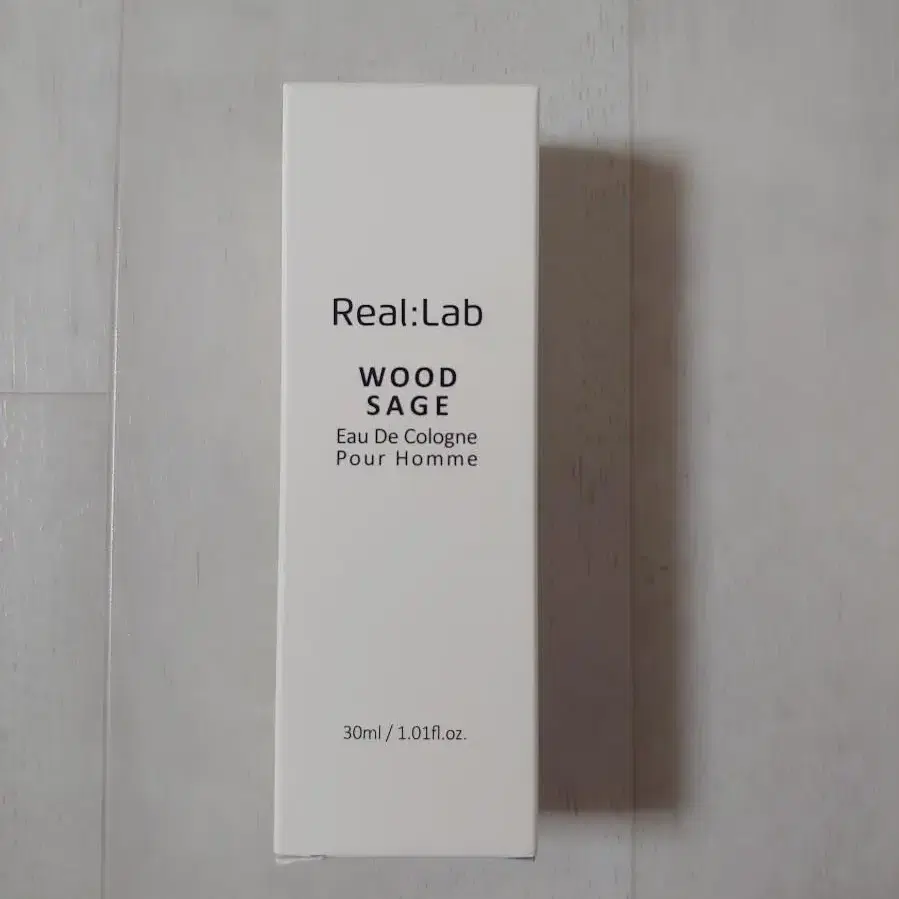 Real:Lab
WOOD
SAGE
Eau De Cologne
Pour Homme
30ml / 1.01fl.oz.